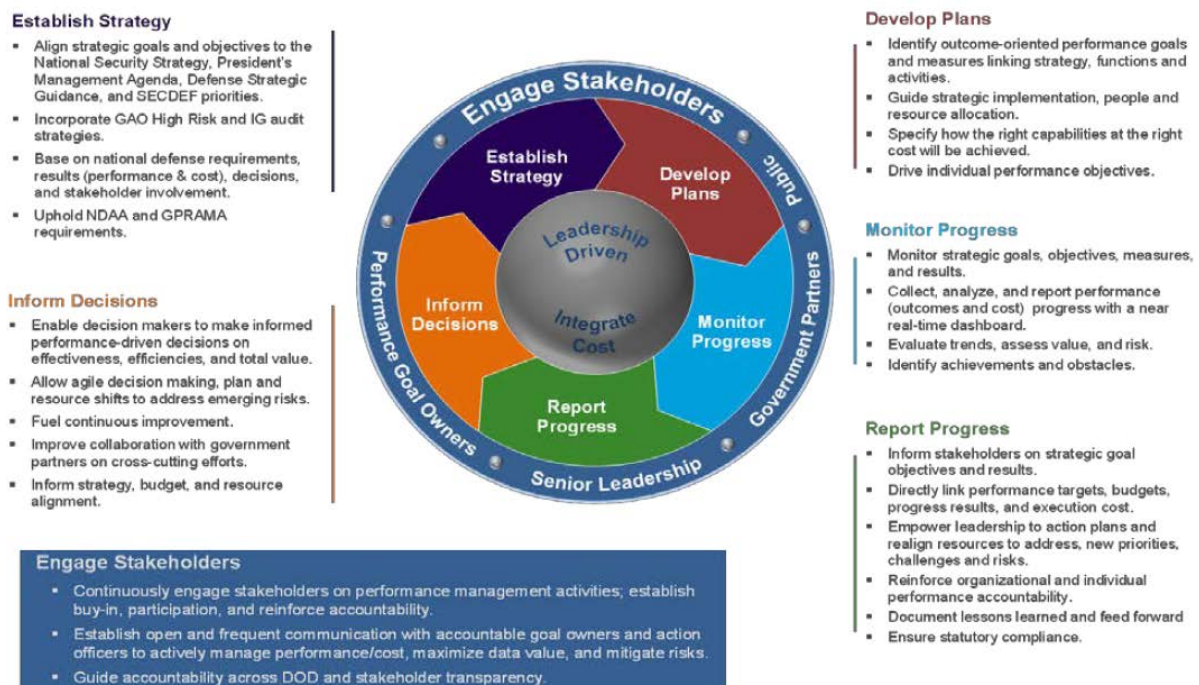 Establish Strategy
▪ Align strategic goals and objectives to the
National Security Strategy, President's
Management Agenda, Defense Strategic
Guidance, and SECDEF priorities.
▪ Incorporate GAO High Risk and IG audit
strategies.
▪ Base on national defense requirements,
results (performance & cost), decisions,
and stakeholder involvement.
▪ Uphold NDAA and GPRAMA
requirements.
Inform Decisions
▪ Enable decision makers to make informed
performance-driven decisions on
effectiveness, efficiencies, and total value.
▪ Allow agile decision making, plan and
resource shifts to address emerging risks.
▪ Fuel continuous improvement.
▪ Improve collaboration with government
partners on cross-cutting efforts.
▪ Inform strategy, budget, and resource
alignment.
Engage Stakeholders
Public
Government Partners
Senior Leadership
Performance Goal Owners
Establish
Strategy
Develop
Plans
Monitor
Progress
Report
Progress
Inform
Decisions
Leadership
Driven
Integrate
Cost
Develop Plans
▪ Identify outcome-oriented performance goals
and measures linking strategy, functions and
activities.
▪ Guide strategic implementation, people and
resource allocation.
▪ Specify how the right capabilities at the right
cost will be achieved.
▪ Drive individual performance objectives.
Monitor Progress
▪ Monitor strategic goals, objectives, measures,
and results.
▪ Collect, analyze, and report performance
(outcomes and cost) progress with a near
real-time dashboard.
▪ Evaluate trends, assess value, and risk.
▪ Identify achievements and obstacles.
Report Progress
▪ Inform stakeholders on strategic goal
objectives and results.
▪ Directly link performance targets, budgets,
progress results, and execution cost.
▪ Empower leadership to action plans and
realign resources to address, new priorities,
challenges and risks.
▪ Reinforce organizational and individual
performance accountability.
▪ Document lessons learned and feed forward
▪ Ensure statutory compliance.
Engage Stakeholders
▪ Continuously engage stakeholders on performance management activities; establish
buy-in, participation, and reinforce accountability.
▪ Establish open and frequent communication with accountable goal owners and action
officers to actively manage performance/cost, maximize data value, and mitigate risks.
▪ Guide accountability across DOD and stakeholder transparency.